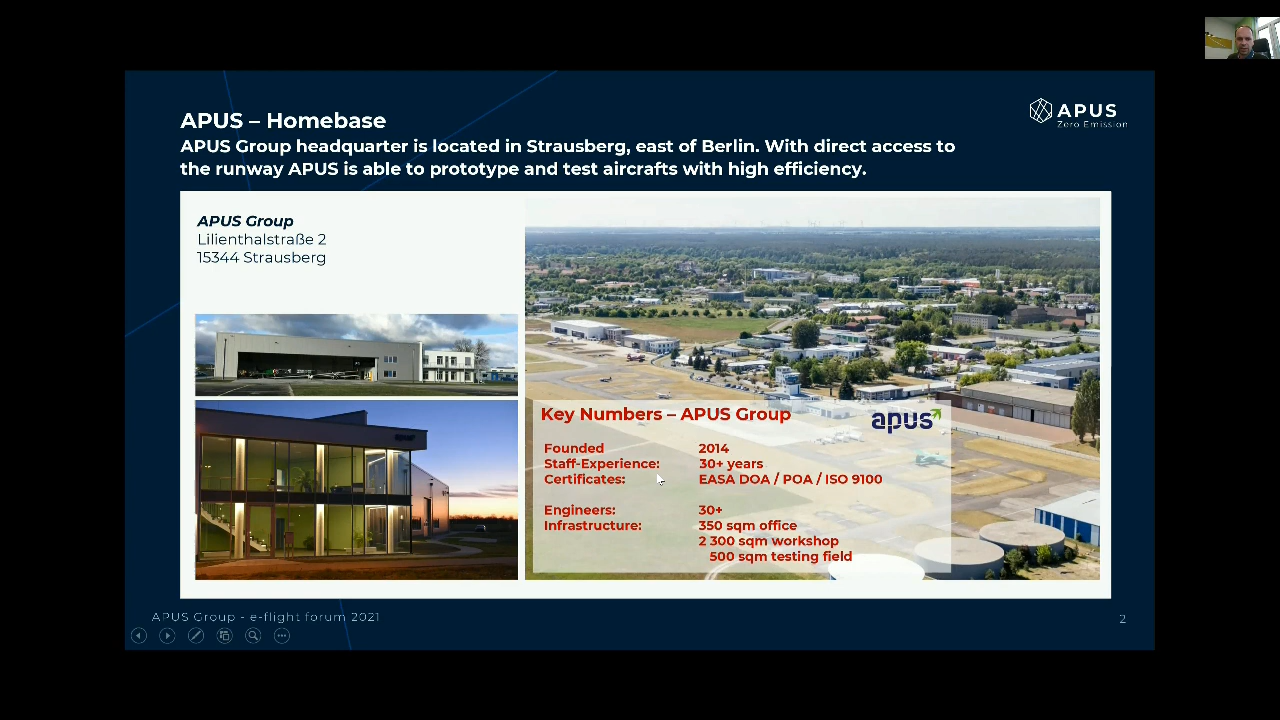 APUS – Homebase
APUS Group headquarter is located in Strausberg, east of Berlin. With direct access to
the runway APUS is able to prototype and test aircrafts with high efficiency.
APUS
Zero Emission
APUS Group
Lilienthalstraße 2
15344 Strausberg
Key Numbers – APUS Group
apus
Founded 2014
Staff-Experience: 30+ years
Certificates: EASA DOA / POA / ISO 9100
Engineers: 30+
Infrastructure: 350 sqm office
2 300 sqm workshop
500 sqm testing field
APUS Group - e-flight forum 2021
2